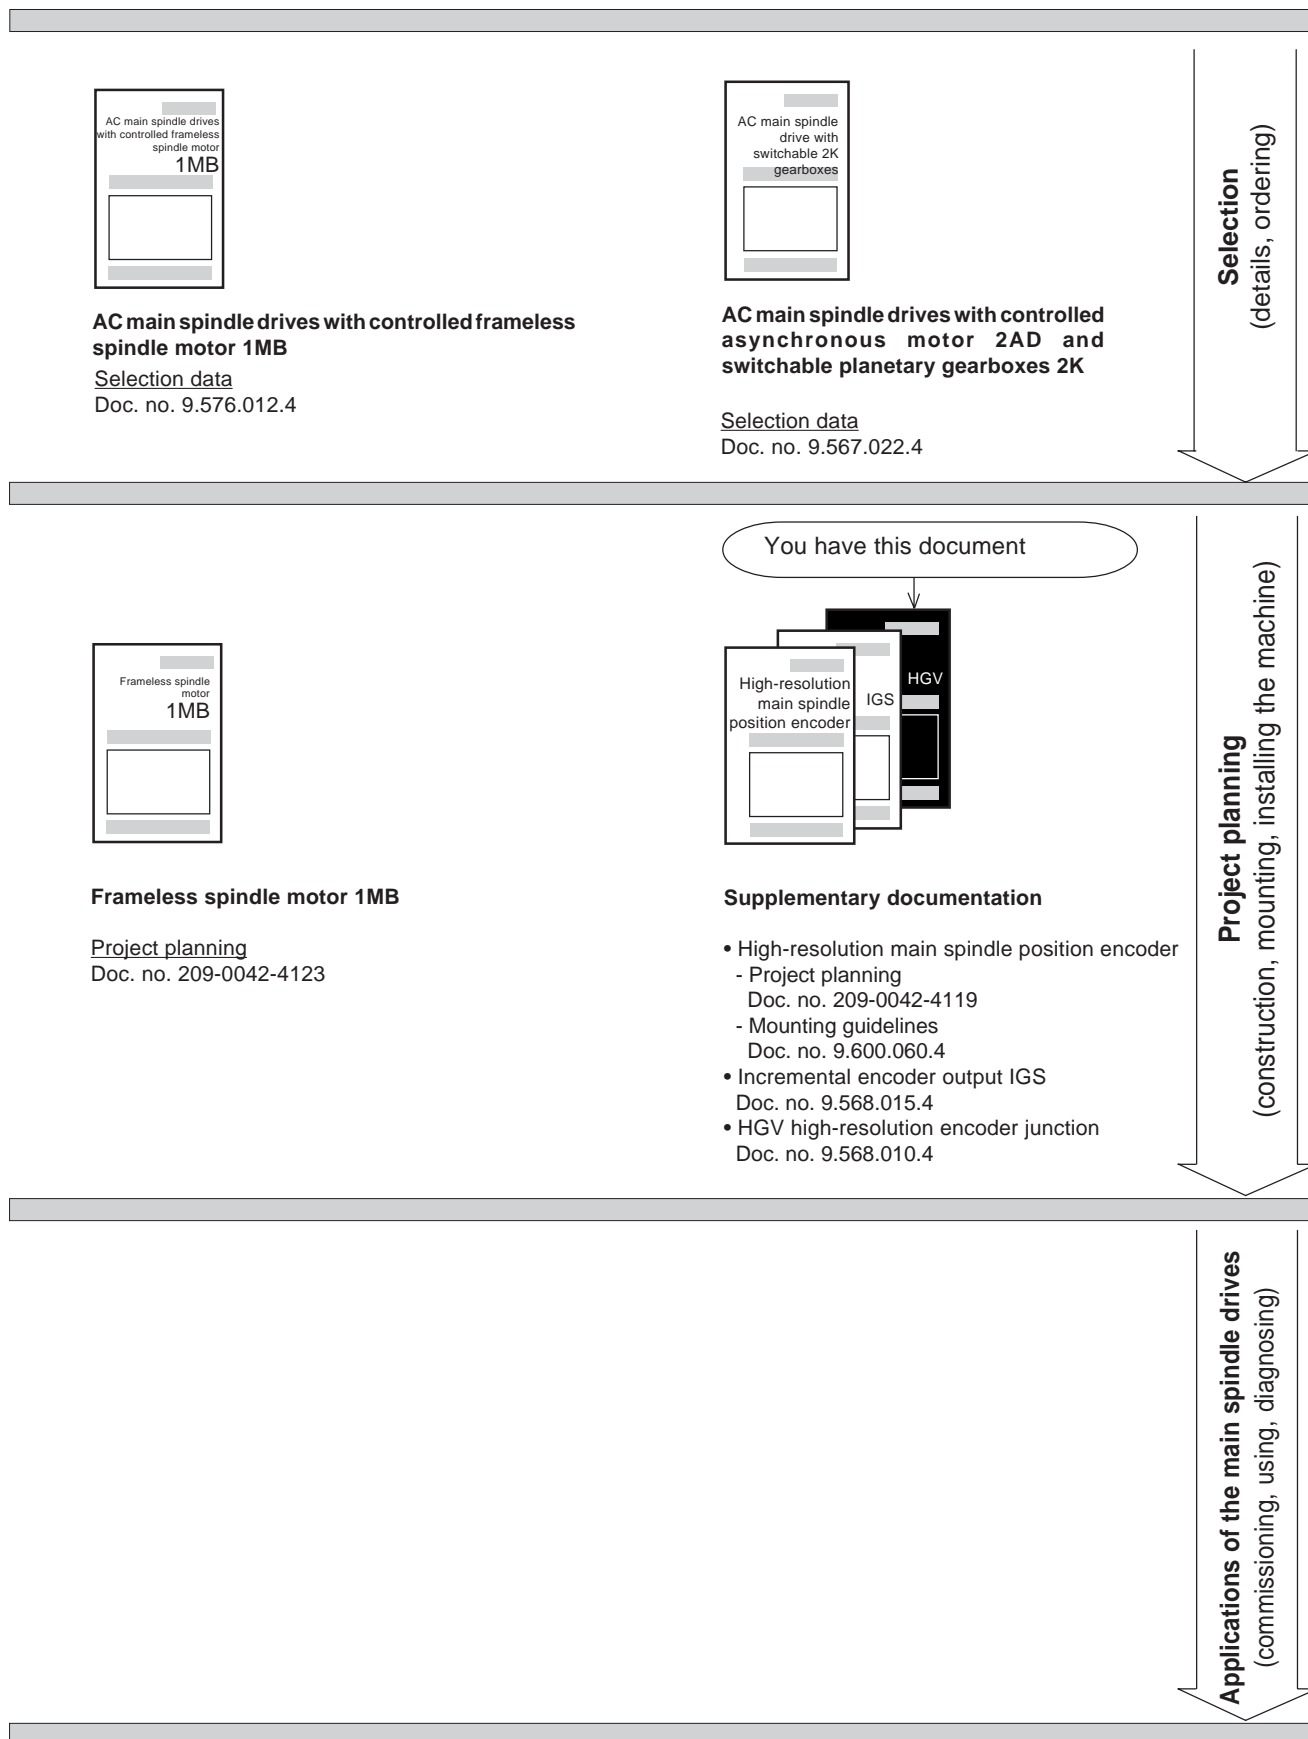 AC main spindle drives
with controlled frameless
spindle motor
1MB
AC main spindle drives with controlled frameless
spindle motor 1MB
Selection data
Doc. no. 9.576.012.4
AC main spindle
drive with
switchable 2K
gearboxes
AC main spindle drives with controlled
asynchronous motor 2AD and
switchable planetary gearboxes 2K
Selection data
Doc. no. 9.567.022.4
Selection
(details, ordering)
Frameless spindle
motor
1MB
Frameless spindle motor 1MB
Project planning
Doc. no. 209-0042-4123
You have this document
High-resolution
main spindle
position encoder
IGS
HGV
Supplementary documentation
• High-resolution main spindle position encoder
- Project planning
Doc. no. 209-0042-4119
- Mounting guidelines
Doc. no. 9.600.060.4
• Incremental encoder output IGS
Doc. no. 9.568.015.4
• HGV high-resolution encoder junction
Doc. no. 9.568.010.4
Project planning
(construction, mounting, installing the machine)
Applications of the main spindle drives
(commissioning, using, diagnosing)